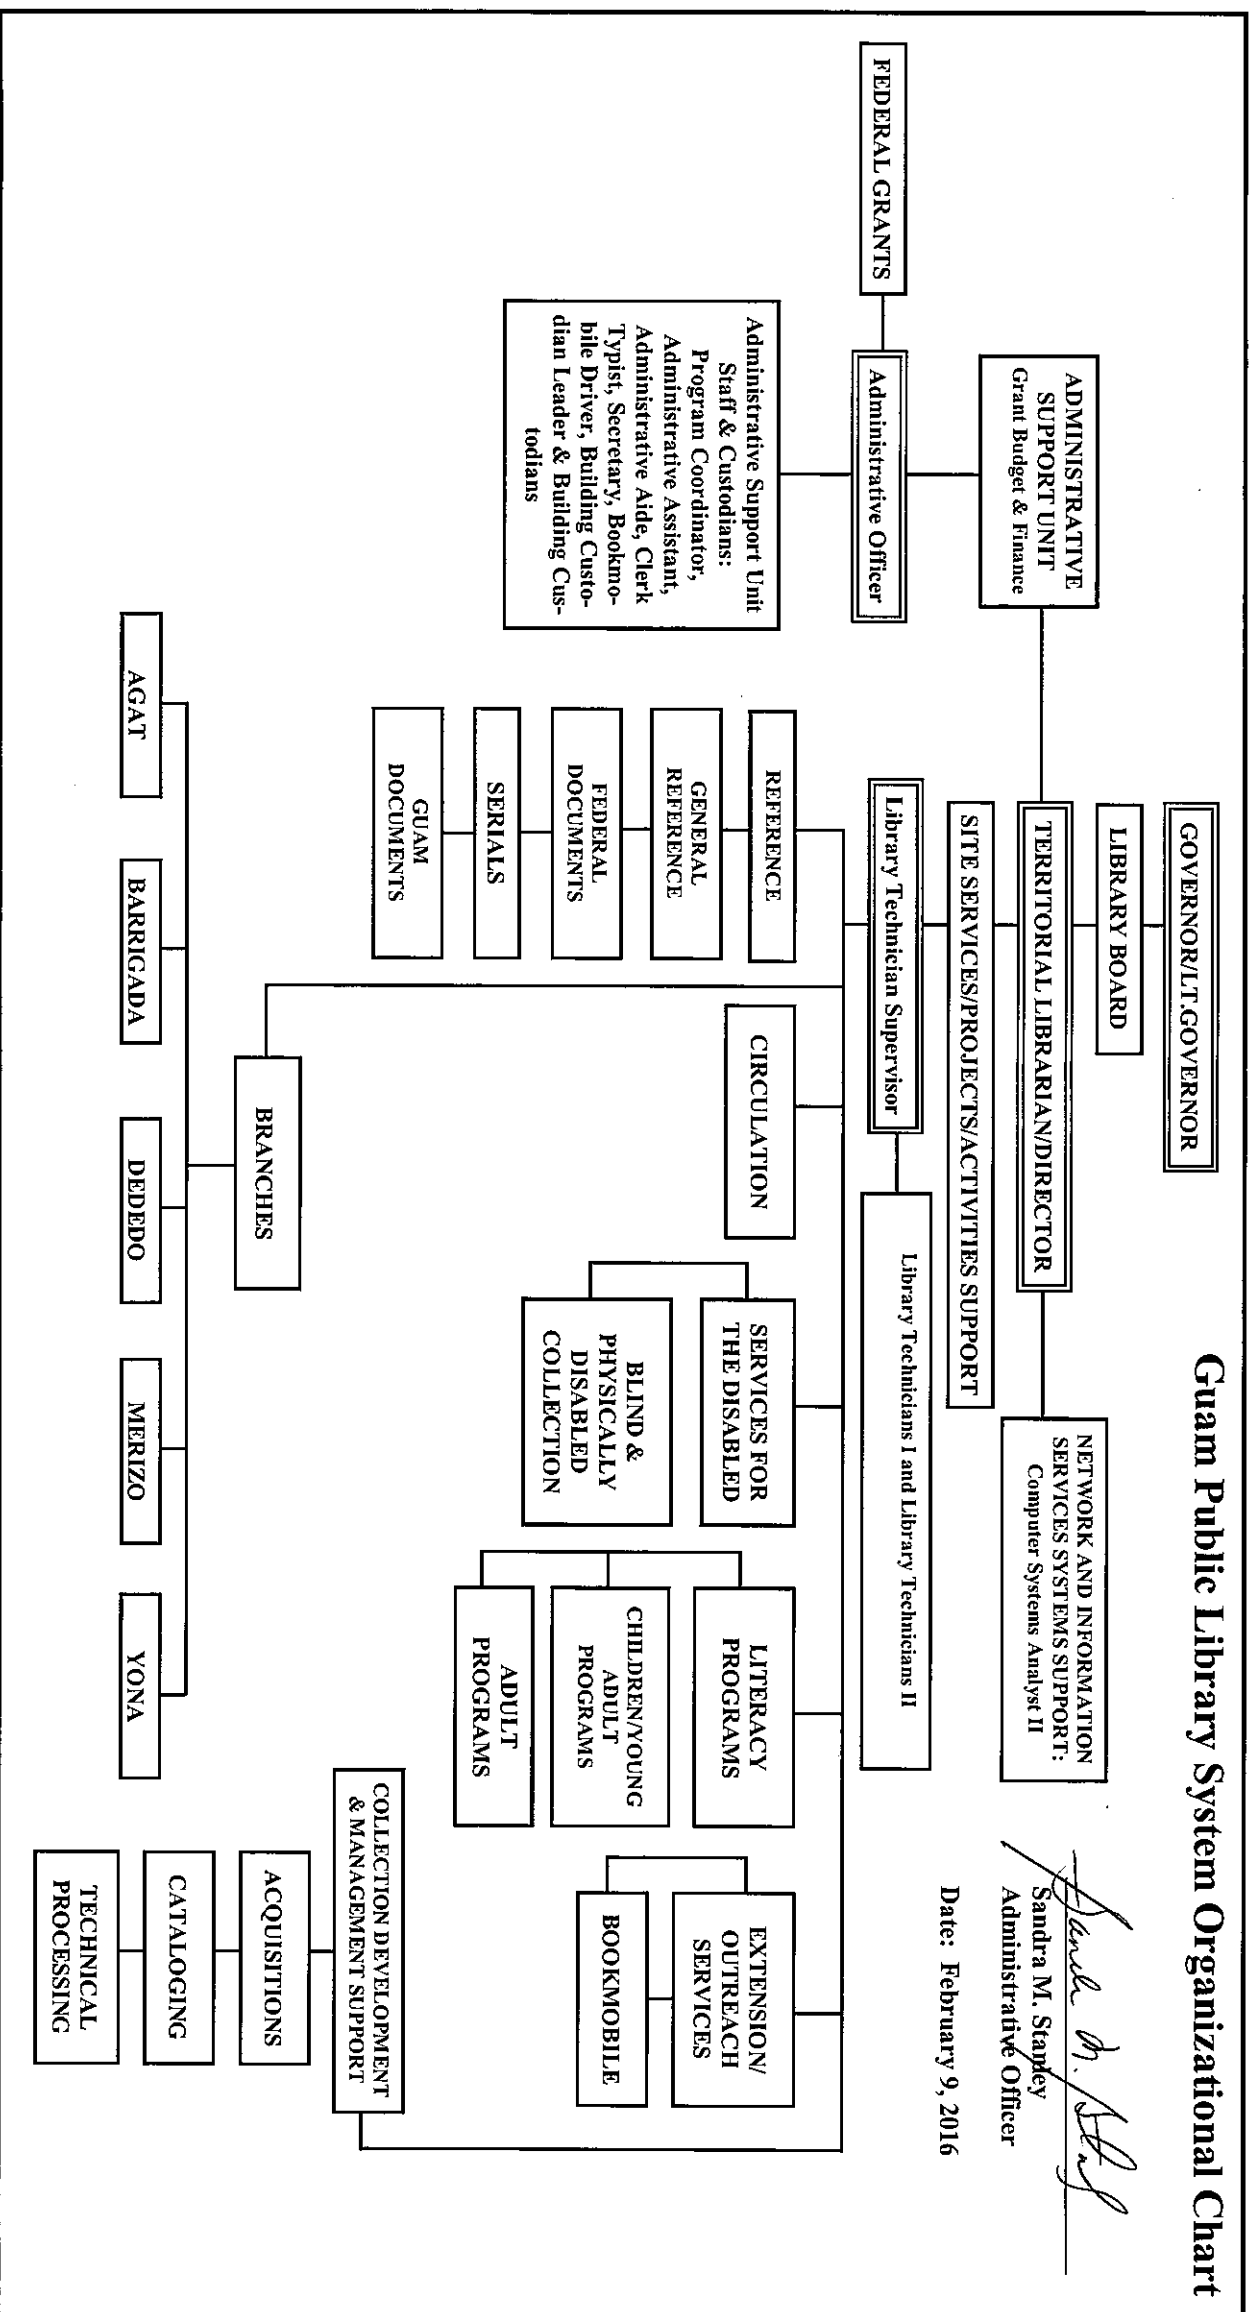 Guam Public Library System Organizational Chart
Sandra M. Stanley
Administrative Officer
Date: February 9, 2016
GOVERNOR/LT.GOVERNOR
LIBRARY BOARD
TERRITORIAL LIBRARIAN/DIRECTOR
NETWORK AND INFORMATION
SERVICES SYSTEMS SUPPORT:
Computer Systems Analyst II
ADMINISTRATIVE
SUPPORT UNIT
Grant Budget & Finance
SITE SERVICES/PROJECTS/ACTIVITIES SUPPORT
FEDERAL GRANTS
Administrative Officer
Library Technician Supervisor
Library Technicians I and Library Technicians II
Administrative Support Unit
Staff & Custodians:
Program Coordinator,
Administrative Assistant,
Administrative Aide, Clerk
Typist, Secretary, Bookmo-
bile Driver, Building Custo-
dian Leader & Building Cus-
todians
REFERENCE
GENERAL
REFERENCE
FEDERAL
DOCUMENTS
SERIALS
GUAM
DOCUMENTS
CIRCULATION
SERVICES FOR
THE DISABLED
BLIND &
PHYSICALLY
DISABLED
COLLECTION
LITERACY
PROGRAMS
CHILDREN/YOUNG
ADULT
PROGRAMS
ADULT
PROGRAMS
EXTENSION/
OUTREACH
SERVICES
BOOKMOBILE
COLLECTION DEVELOPMENT
& MANAGEMENT SUPPORT
ACQUISITIONS
CATALOGING
TECHNICAL
PROCESSING
BRANCHES
AGAT
BARRIGADA
DEDEDO
MERIZO
YONA